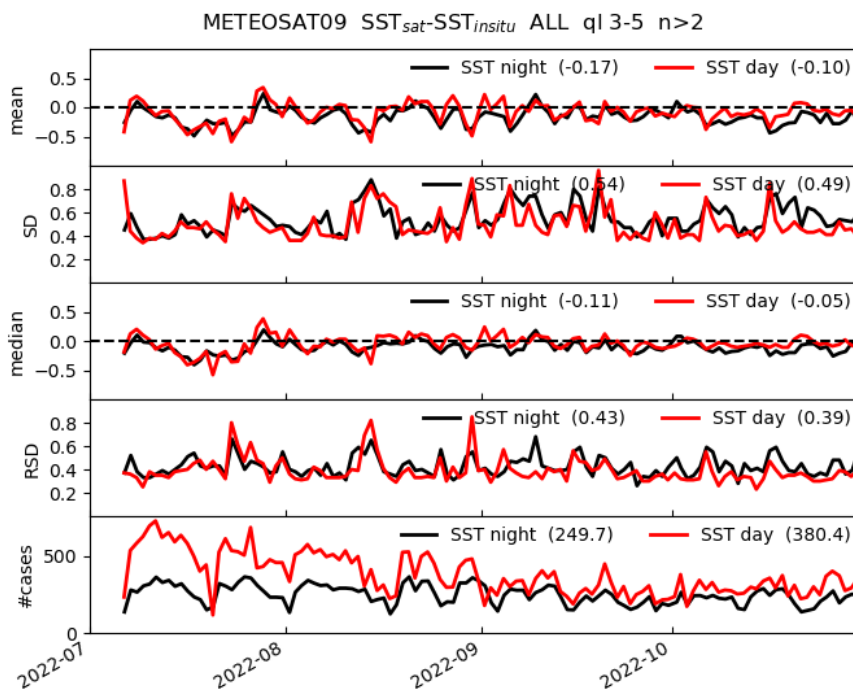 METEOSAT09 SST_sat-SST_insitu ALL ql 3-5 n>2
mean
0.5
0.0
−0.5
SST night (-0.17) SST day (-0.10)
SD
0.8
0.6
0.4
0.2
SST night (0.54) SST day (0.49)
median
0.5
0.0
−0.5
SST night (-0.11) SST day (-0.05)
RSD
0.8
0.6
0.4
0.2
SST night (0.43) SST day (0.39)
#cases
500
0
SST night (249.7) SST day (380.4)
2022-07 2022-08 2022-09 2022-10